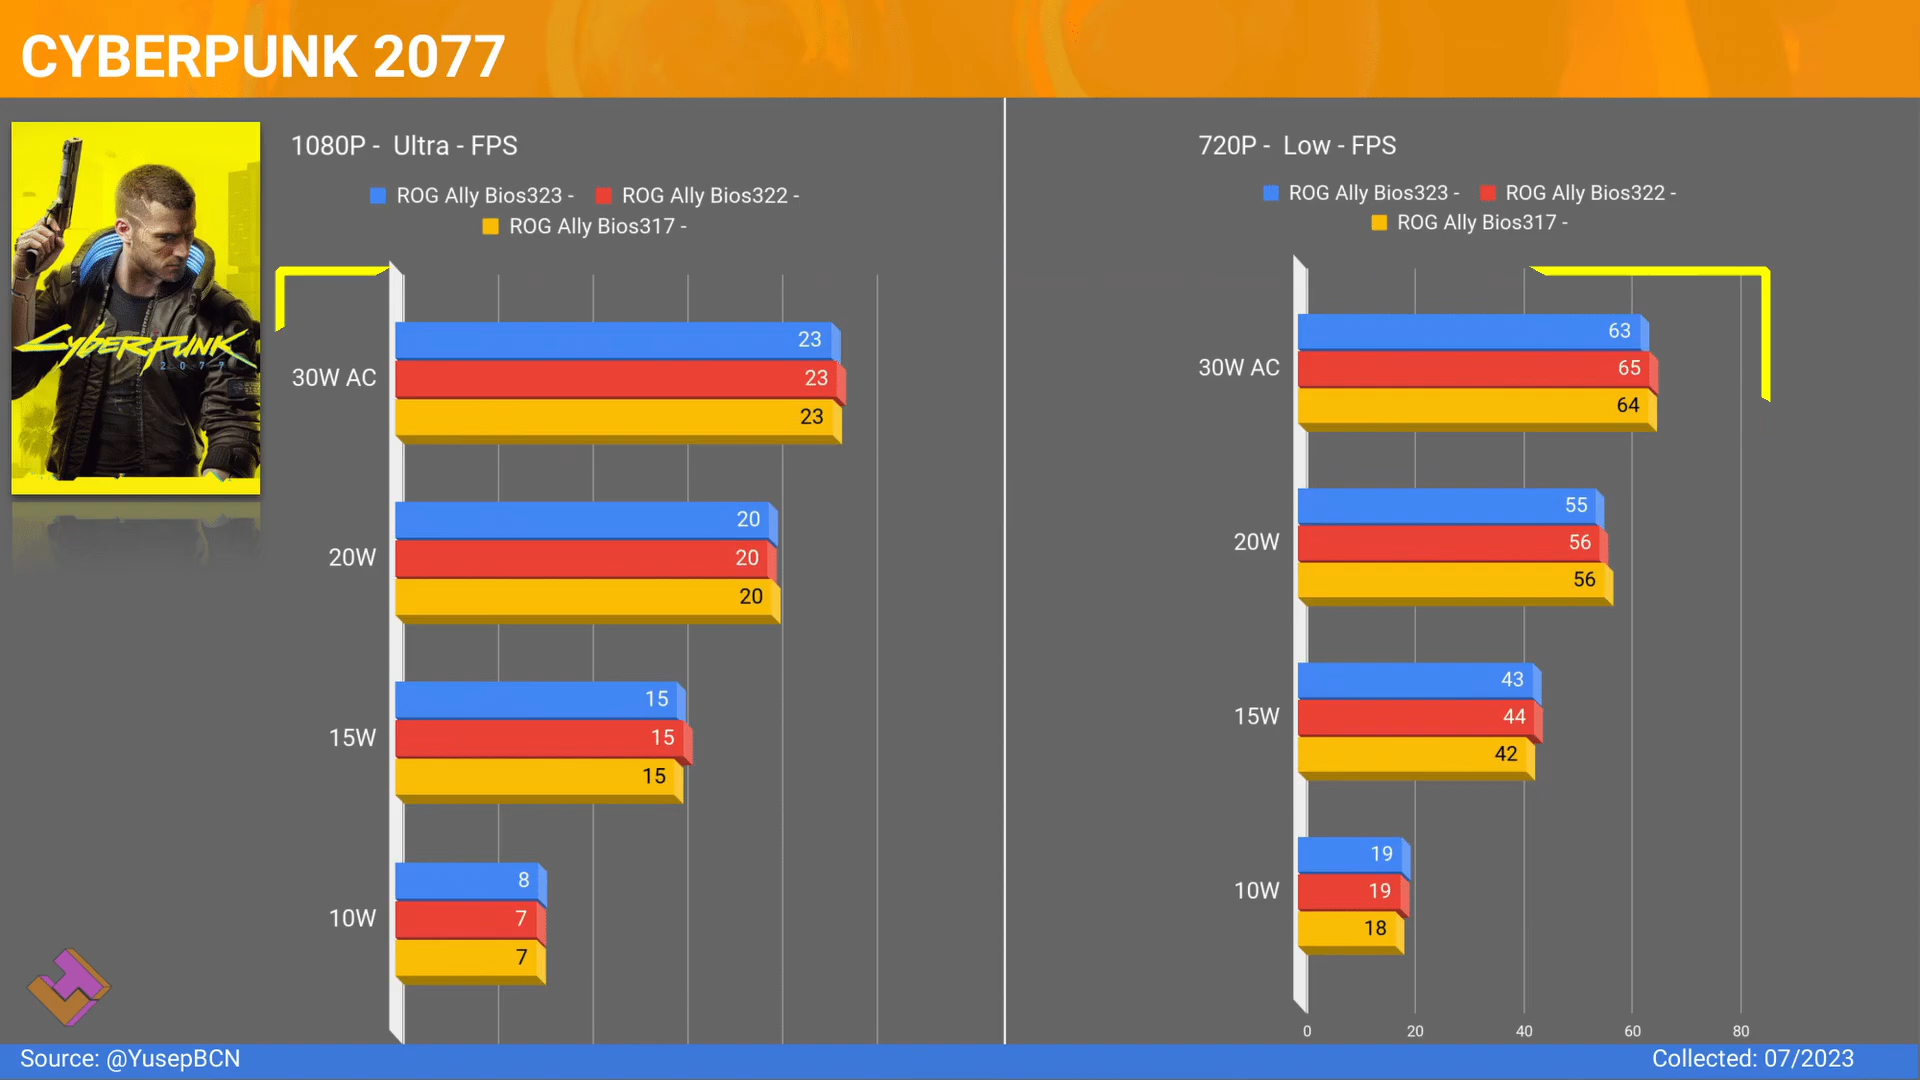 CYBERPUNK 2077
1080P - Ultra - FPS
ROG Ally Bios323 - ROG Ally Bios322 -
ROG Ally Bios317 -
30W AC
23
23
23
20W
20
20
20
15W
15
15
15
10W
8
7
7
720P - Low - FPS
ROG Ally Bios323 - ROG Ally Bios322 -
ROG Ally Bios317 -
30W AC
63
65
64
20W
55
56
56
15W
43
44
42
10W
19
19
18
0 20 40 60 80
Cyberpunk
2077
Source: @YusepBCN
Collected: 07/2023